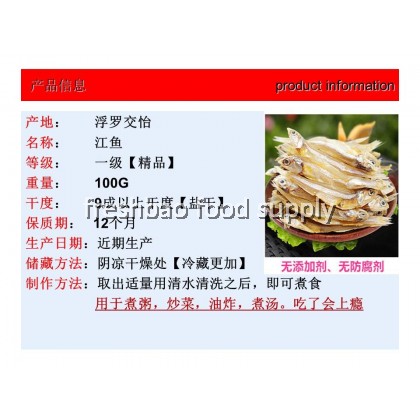 产品信息 product information
产地： 浮罗交怡
名称： 江鱼
等级： 一级【精品】
重量： 100G
干度： 9成以上干度【盐干】
freshbao food supply
保质期： 12个月
生产日期：近期生产
储藏方法：阴凉干燥处【冷藏更加】
无添加剂、无防腐剂
制作方法：取出适量用清水清洗之后，即可煮食
用于煮粥，炒菜，油炸，煮汤。吃了会上瘾